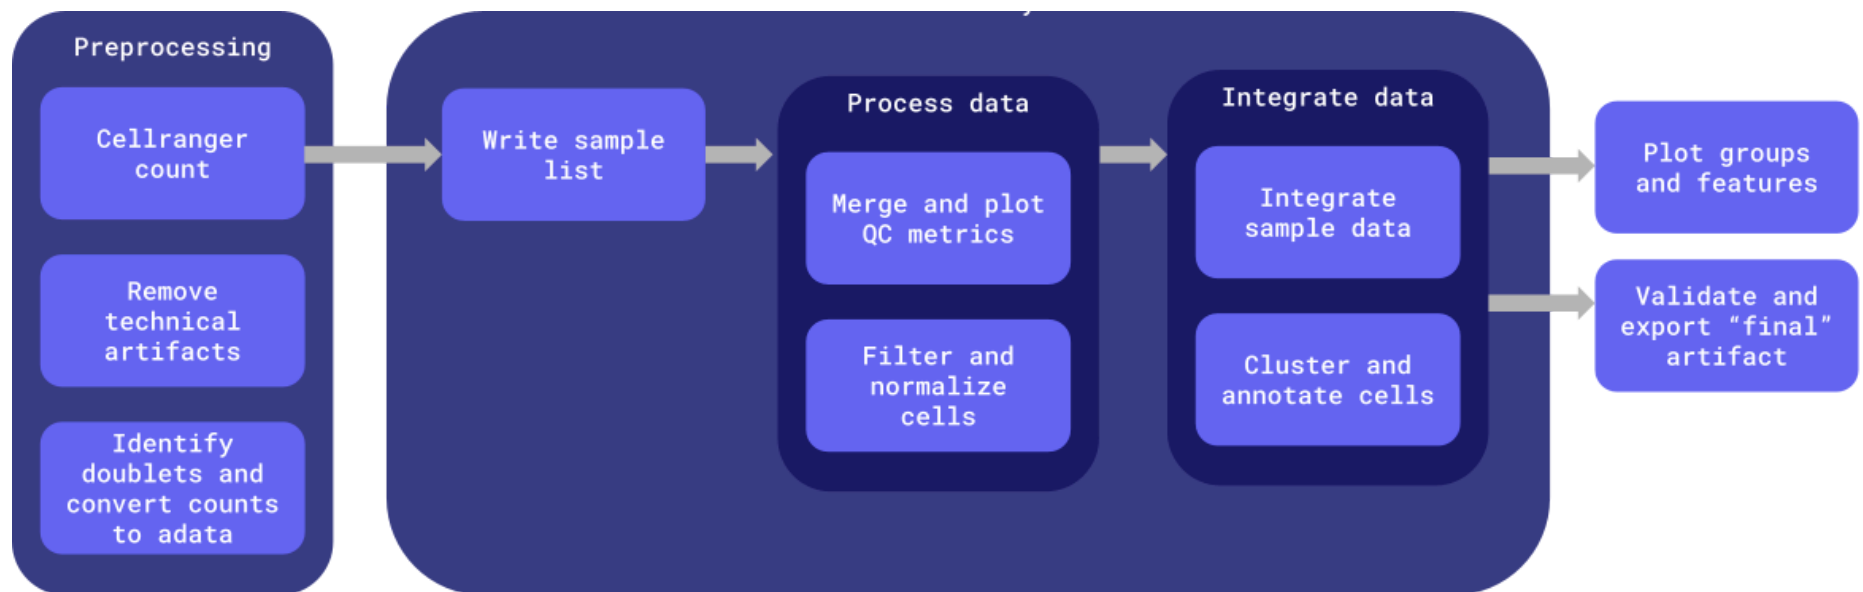 Preprocessing
Cellranger
count
Remove
technical
artifacts
Identify
doublets and
convert counts
to adata
Write sample
list
Process data
Merge and plot
QC metrics
Filter and
normalize
cells
Integrate data
Integrate
sample data
Cluster and
annotate cells
Plot groups
and features
Validate and
export “final”
artifact